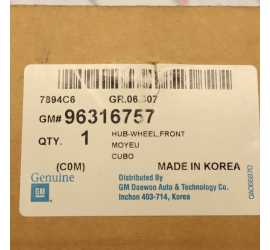 7894C6 GR.06.307
GM# 96316757
QTY. 1 HUB-WHEEL,FRONT
MOYEU
CUBO
(C0M) MADE IN KOREA
Genuine
GM
Distributed By
GM Daewoo Auto & Technology Co.
Inchon 403-714, Korea